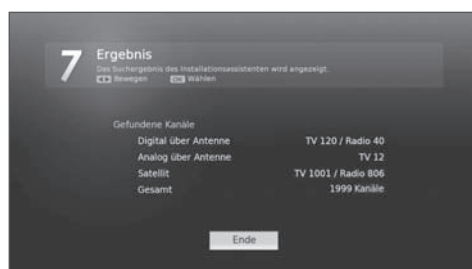 7
Ergebnis
Das Suchergebnis des Installationsassistenten wird angezeigt.
Bewegen OK Wählen
Gefundene Kanäle
Digital über Antenne TV 120 / Radio 40
Analog über Antenne TV 12
Satellit TV 1001 / Radio 806
Gesamt 1999 Kanäle
Ende